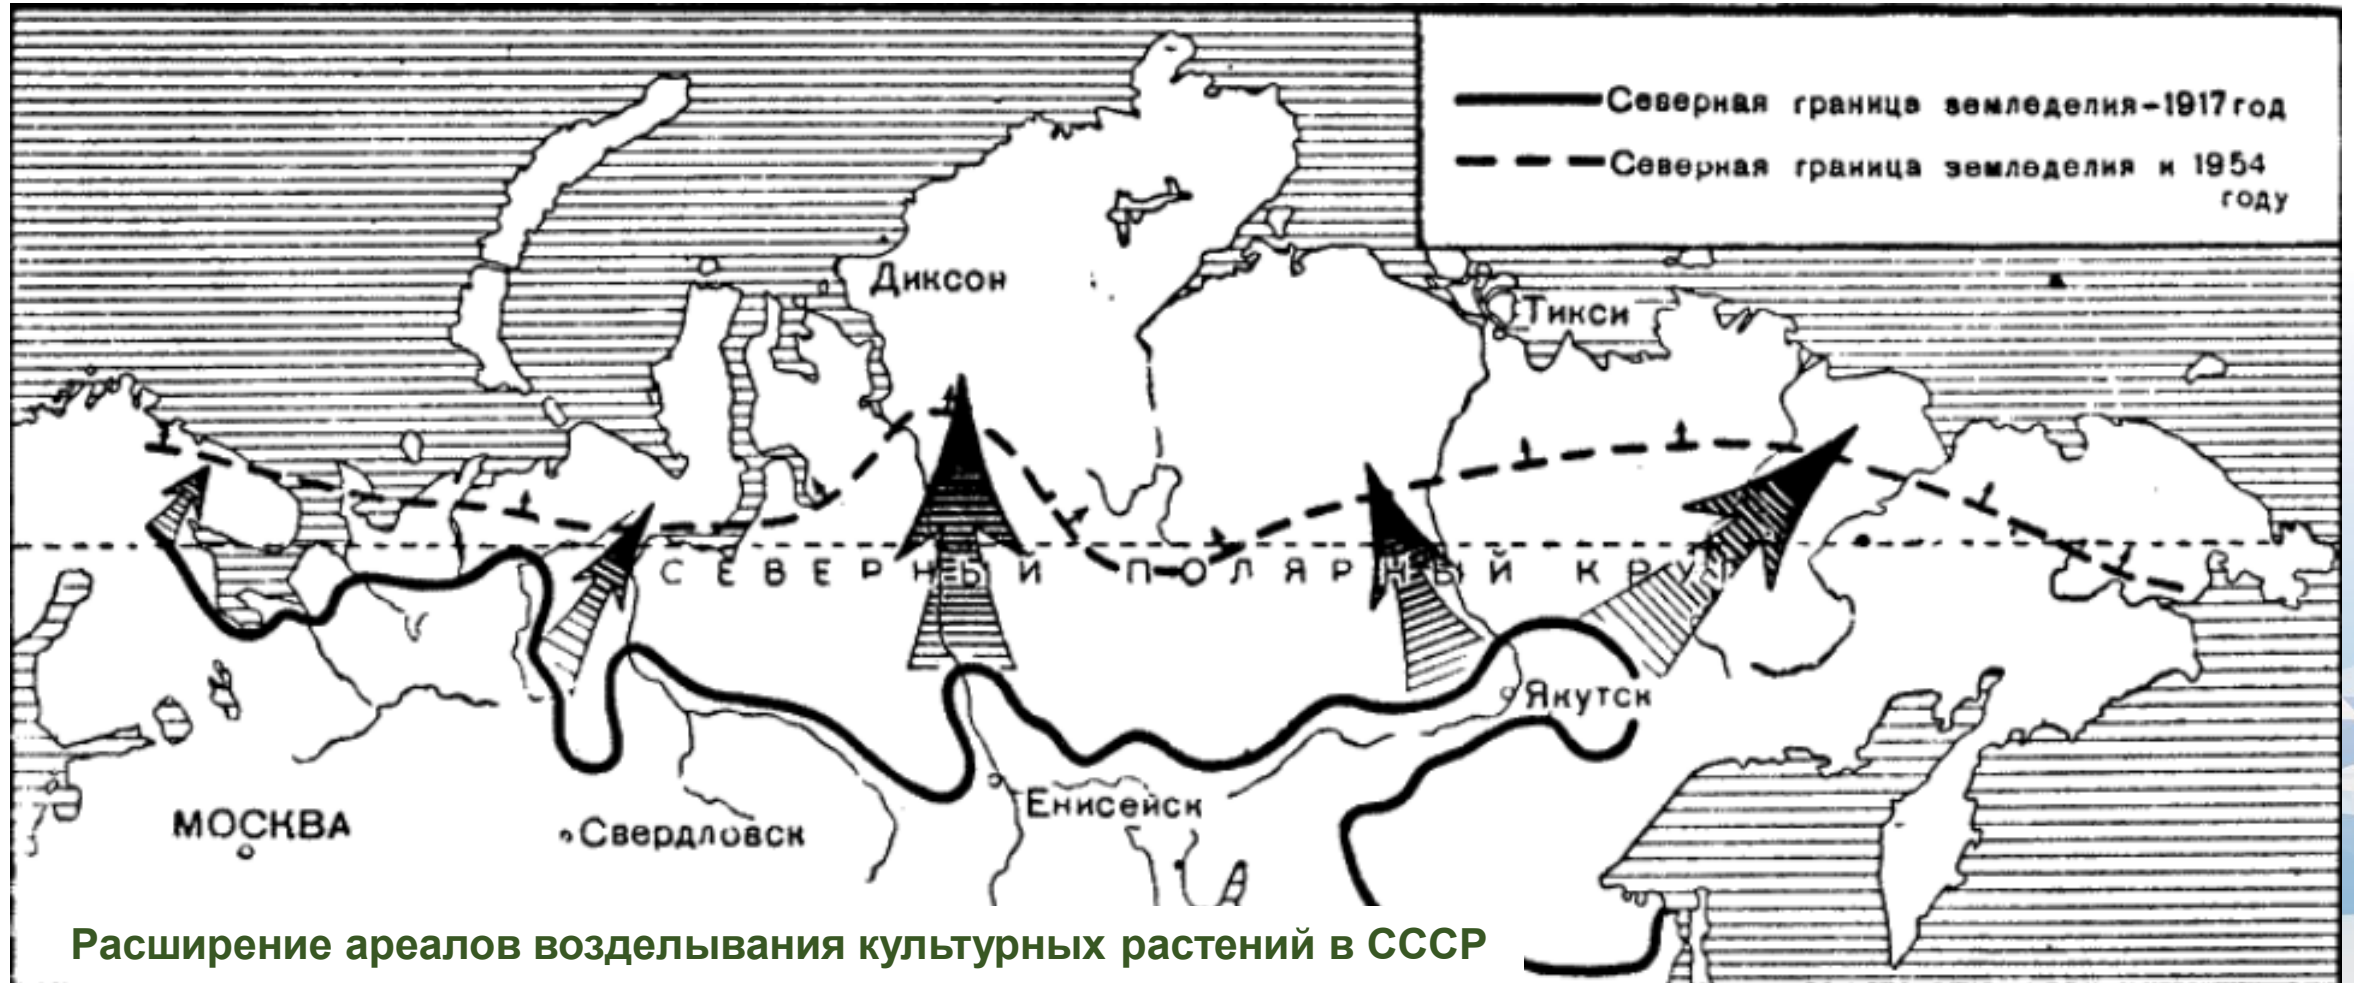 Северная граница земледелия-1917 год
Северная граница земледелия и 1954
году
Диксон
Тикси
СЕВЕРНЫЙ ПОЛЯРНЫЙ КРУГ
Якутск
Енисейск
МОСКВА
Свердловск
Расширение ареалов возделывания культурных растений в СССР